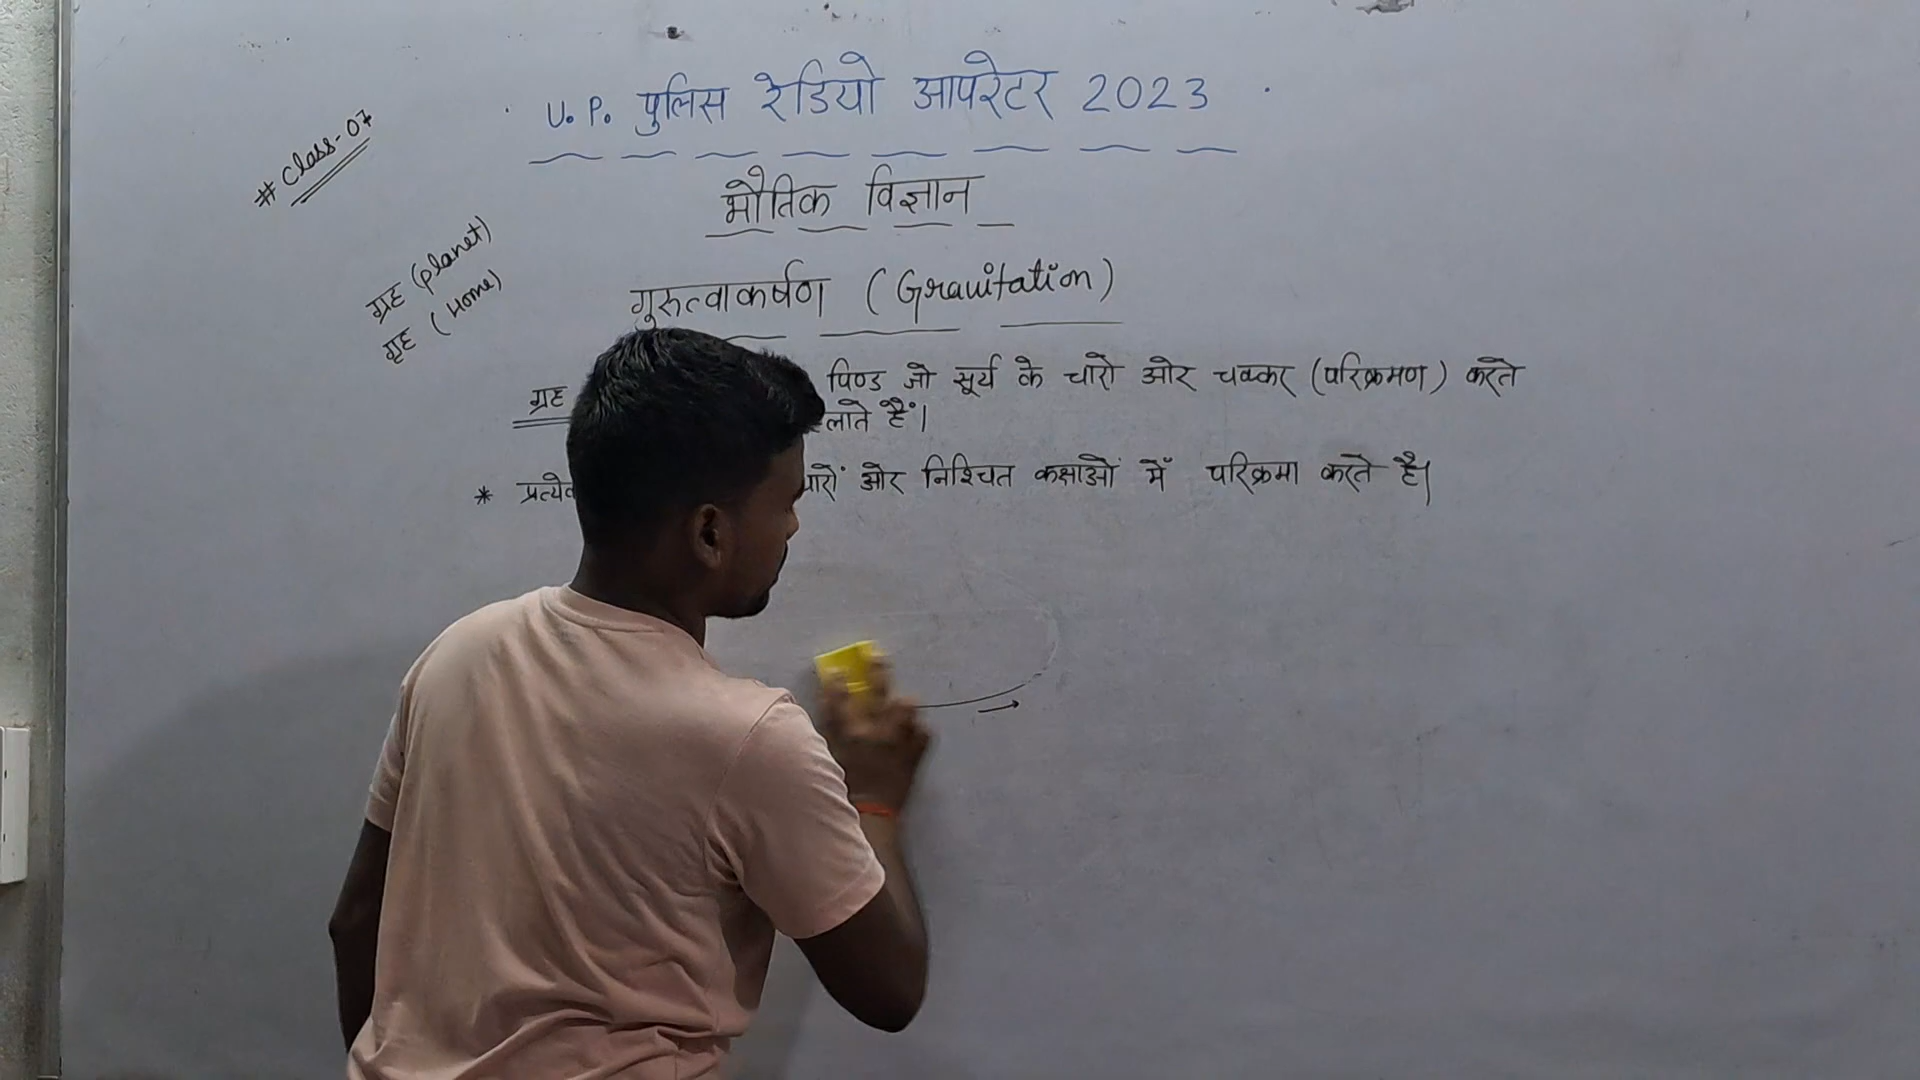 U. P. पुलिस रेडियो आपरेटर 2023
# Class-07
भौतिक विज्ञान
ग्रह (Planet)
गृह (Home)
गुरुत्वाकर्षण (Gravitation)
ग्रह पिण्ड जो सूर्य के चारो ओर चक्कर (परिक्रमण) करते
लाते हैं।
* प्रत्येक चारों ओर निश्चित कक्षाओं में परिक्रमा करते है।